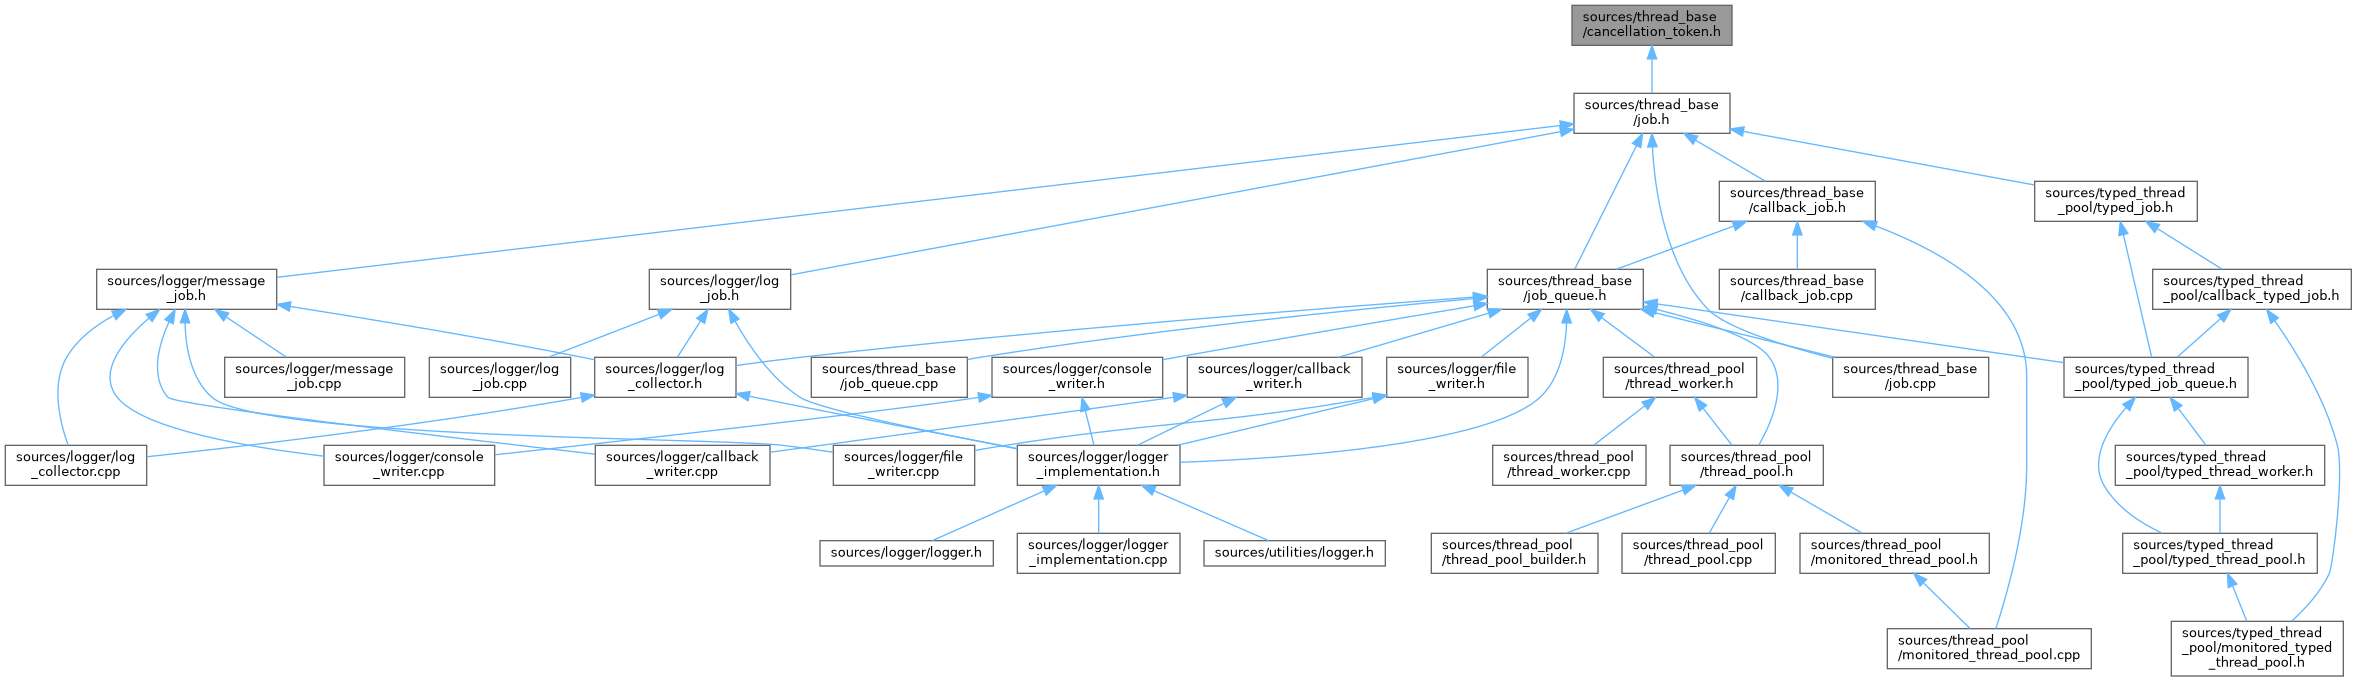 sources/thread_base
/cancellation_token.h
sources/thread_base
/job.h
sources/thread_base
/callback_job.h
sources/typed_thread
_pool/typed_job.h
sources/logger/message
_job.h
sources/logger/log
_job.h
sources/thread_base
/job_queue.h
sources/thread_base
/callback_job.cpp
sources/typed_thread
_pool/callback_typed_job.h
sources/logger/message
_job.cpp
sources/logger/log
_job.cpp
sources/logger/log
_collector.h
sources/thread_base
/job_queue.cpp
sources/logger/console
_writer.h
sources/logger/callback
_writer.h
sources/logger/file
_writer.h
sources/thread_pool
/thread_worker.h
sources/thread_base
/job.cpp
sources/typed_thread
_pool/typed_job_queue.h
sources/logger/log
_collector.cpp
sources/logger/console
_writer.cpp
sources/logger/callback
_writer.cpp
sources/logger/file
_writer.cpp
sources/logger/logger
_implementation.h
sources/thread_pool
/thread_worker.cpp
sources/thread_pool
/thread_pool.h
sources/typed_thread
_pool/typed_thread_worker.h
sources/logger/logger.h
sources/logger/logger
_implementation.cpp
sources/utilities/logger.h
sources/thread_pool
/thread_pool_builder.h
sources/thread_pool
/thread_pool.cpp
sources/thread_pool
/monitored_thread_pool.h
sources/typed_thread
_pool/typed_thread_pool.h
sources/thread_pool
/monitored_thread_pool.cpp
sources/typed_thread
_pool/monitored_typed
_thread_pool.h